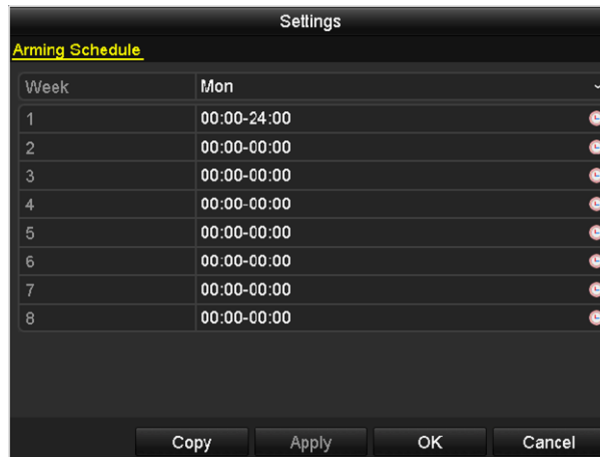 Settings
Arming Schedule
Week Mon
1 00:00-24:00
2 00:00-00:00
3 00:00-00:00
4 00:00-00:00
5 00:00-00:00
6 00:00-00:00
7 00:00-00:00
8 00:00-00:00
Copy Apply OK Cancel